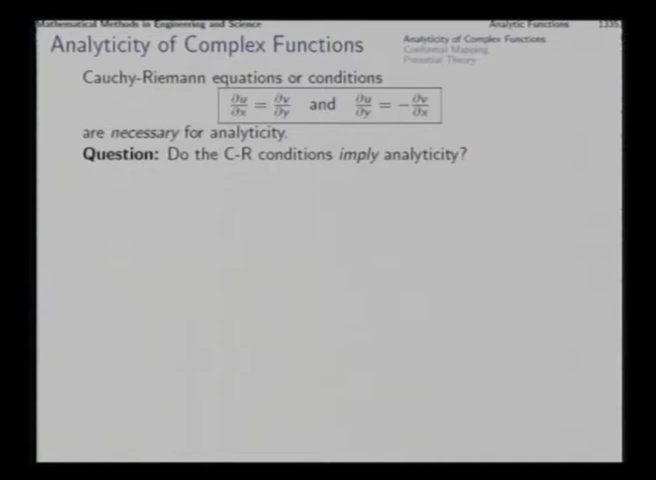 Mathematical Methods in Engineering and Science
Analytic Functions
Analyticity of Complex Functions
Analyticity of Complex Functions
Conformal Mapping
Potential Theory
Cauchy-Riemann equations or conditions
∂u/∂x = ∂v/∂y and ∂u/∂y = −∂v/∂x
are necessary for analyticity.
Question: Do the C-R conditions imply analyticity?